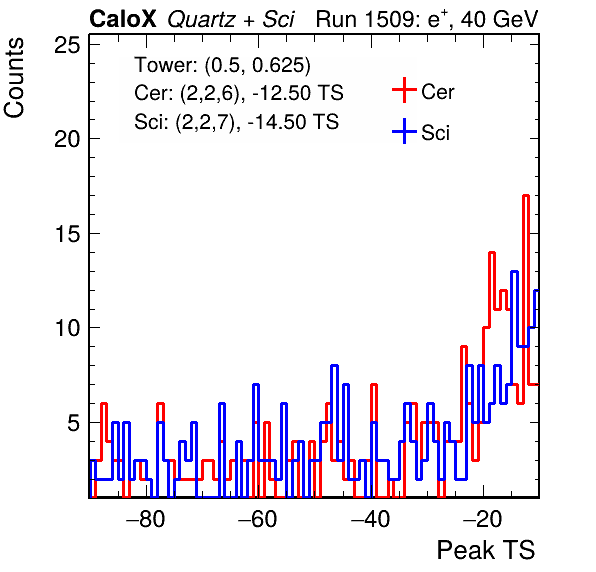 CaloX Quartz + Sci Run 1509: e⁺, 40 GeV
Counts
25
20
15
10
5
Tower: (0.5, 0.625)
Cer: (2,2,6), -12.50 TS
Sci: (2,2,7), -14.50 TS
Cer
Sci
−80 −60 −40 −20
Peak TS